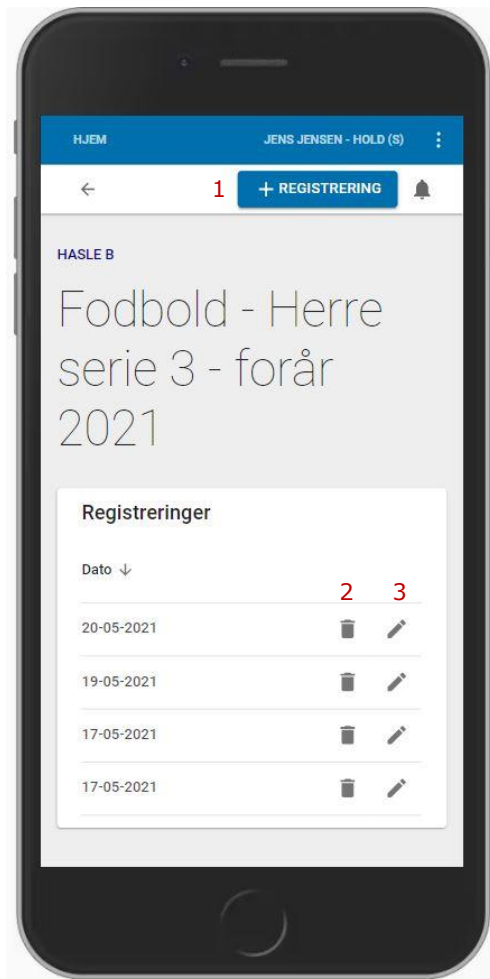 HJEM JENS JENSEN - HOLD (S)
1 + REGISTRERING
HASLE B
Fodbold - Herre
serie 3 - forår
2021
Registreringer
Dato ↓
2 3
20-05-2021
19-05-2021
17-05-2021
17-05-2021